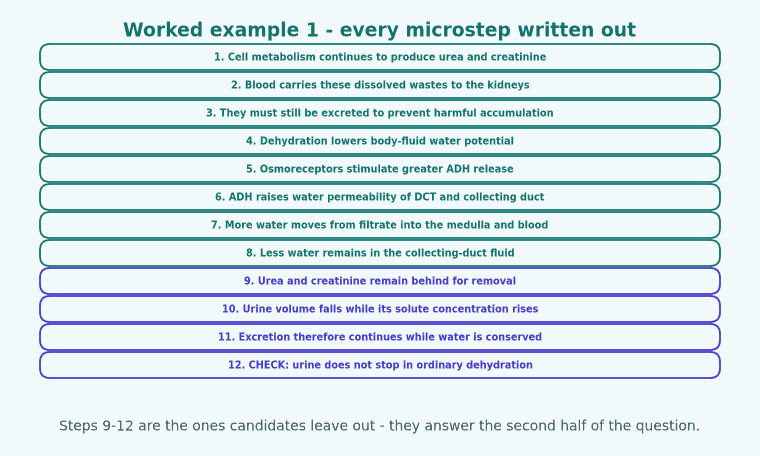 Worked example 1 - every microstep written out
1. Cell metabolism continues to produce urea and creatinine
2. Blood carries these dissolved wastes to the kidneys
3. They must still be excreted to prevent harmful accumulation
4. Dehydration lowers body-fluid water potential
5. Osmoreceptors stimulate greater ADH release
6. ADH raises water permeability of DCT and collecting duct
7. More water moves from filtrate into the medulla and blood
8. Less water remains in the collecting-duct fluid
9. Urea and creatinine remain behind for removal
10. Urine volume falls while its solute concentration rises
11. Excretion therefore continues while water is conserved
12. CHECK: urine does not stop in ordinary dehydration
Steps 9-12 are the ones candidates leave out - they answer the second half of the question.